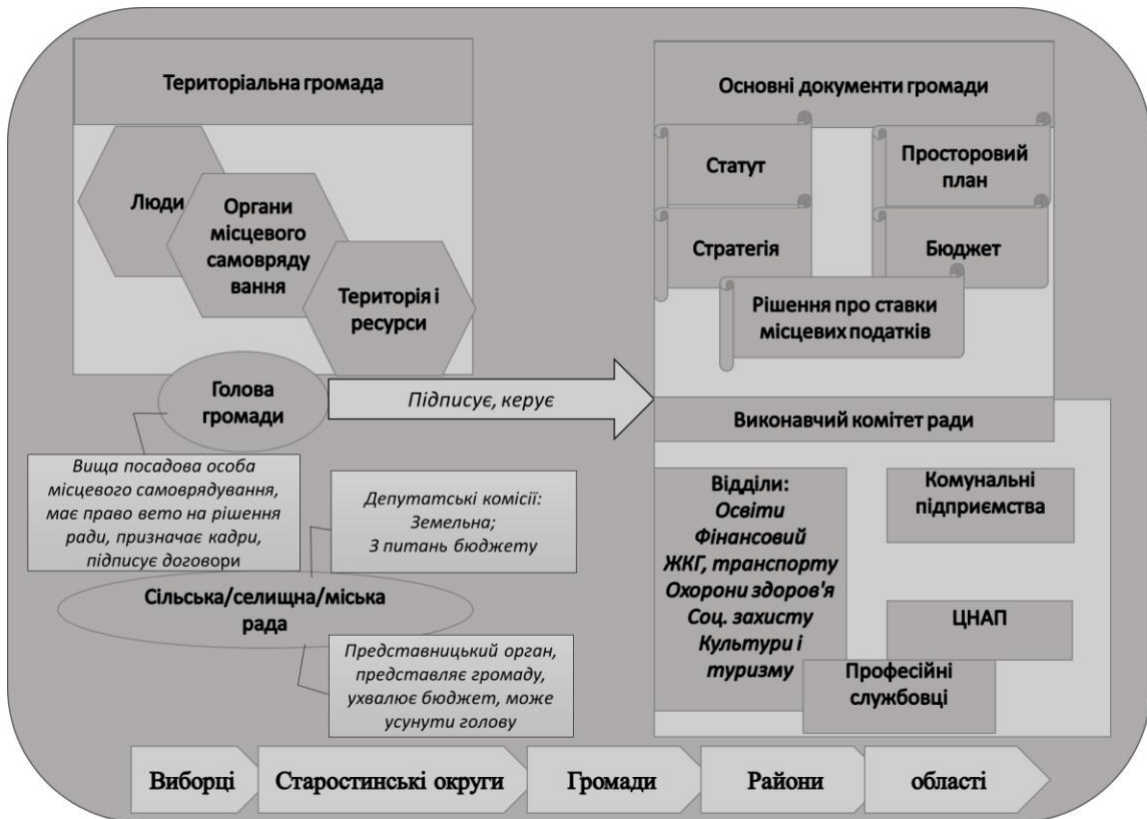 Територіальна громада
Люди
Органи
місцевого
самовряду
вання
Територія і
ресурси
Голова
громади
Підписує, керує
Вища посадова особа
місцевого самоврядування,
має право вето на рішення
ради, призначає кадри,
підписує договори
Депутатські комісії:
Земельна;
З питань бюджету
Сільська/селищна/міська
рада
Представницький орган,
представляє громаду,
ухвалює бюджет, може
усунути голову
Основні документи громади
Статут
Просторовий
план
Стратегія
Бюджет
Рішення про ставки
місцевих податків
Виконавчий комітет ради
Відділи:
Освіти
Фінансовий
ЖКГ, транспорту
Охорони здоров'я
Соц. захисту
Культури і
туризму
Комунальні
підприємства
ЦНАП
Професійні
службовці
Виборці
Старостинські округи
Громади
Райони
області